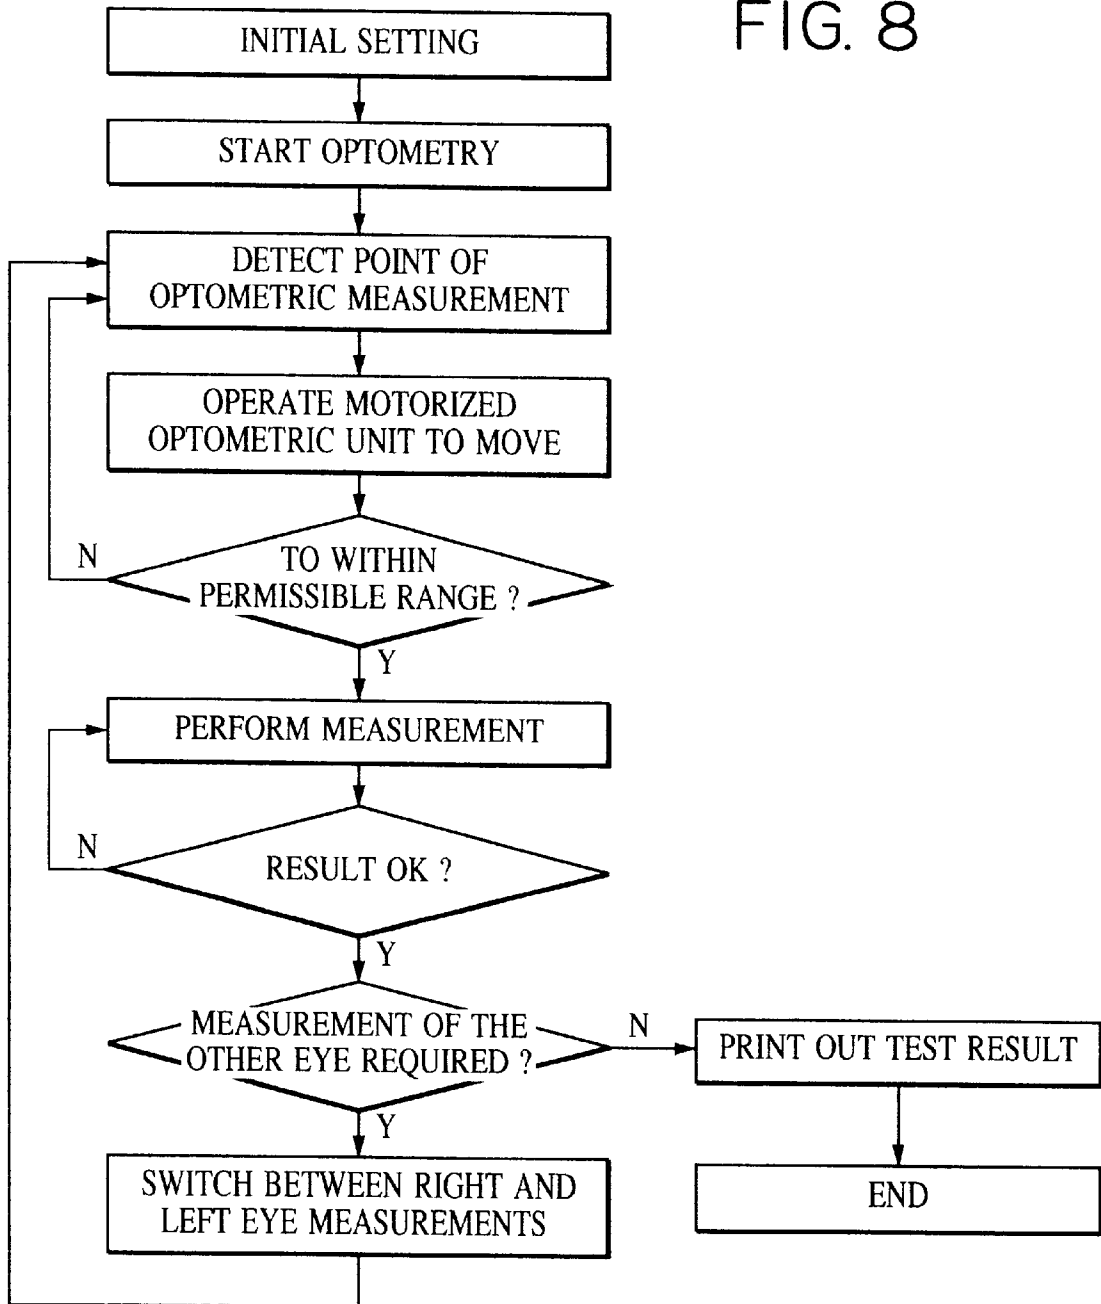 FIG. 8
INITIAL SETTING
START OPTOMETRY
DETECT POINT OF
OPTOMETRIC MEASUREMENT
OPERATE MOTORIZED
OPTOMETRIC UNIT TO MOVE
N
TO WITHIN
PERMISSIBLE RANGE ?
Y
PERFORM MEASUREMENT
N
RESULT OK ?
Y
MEASUREMENT OF THE
OTHER EYE REQUIRED ?
N
PRINT OUT TEST RESULT
Y
SWITCH BETWEEN RIGHT AND
LEFT EYE MEASUREMENTS
END